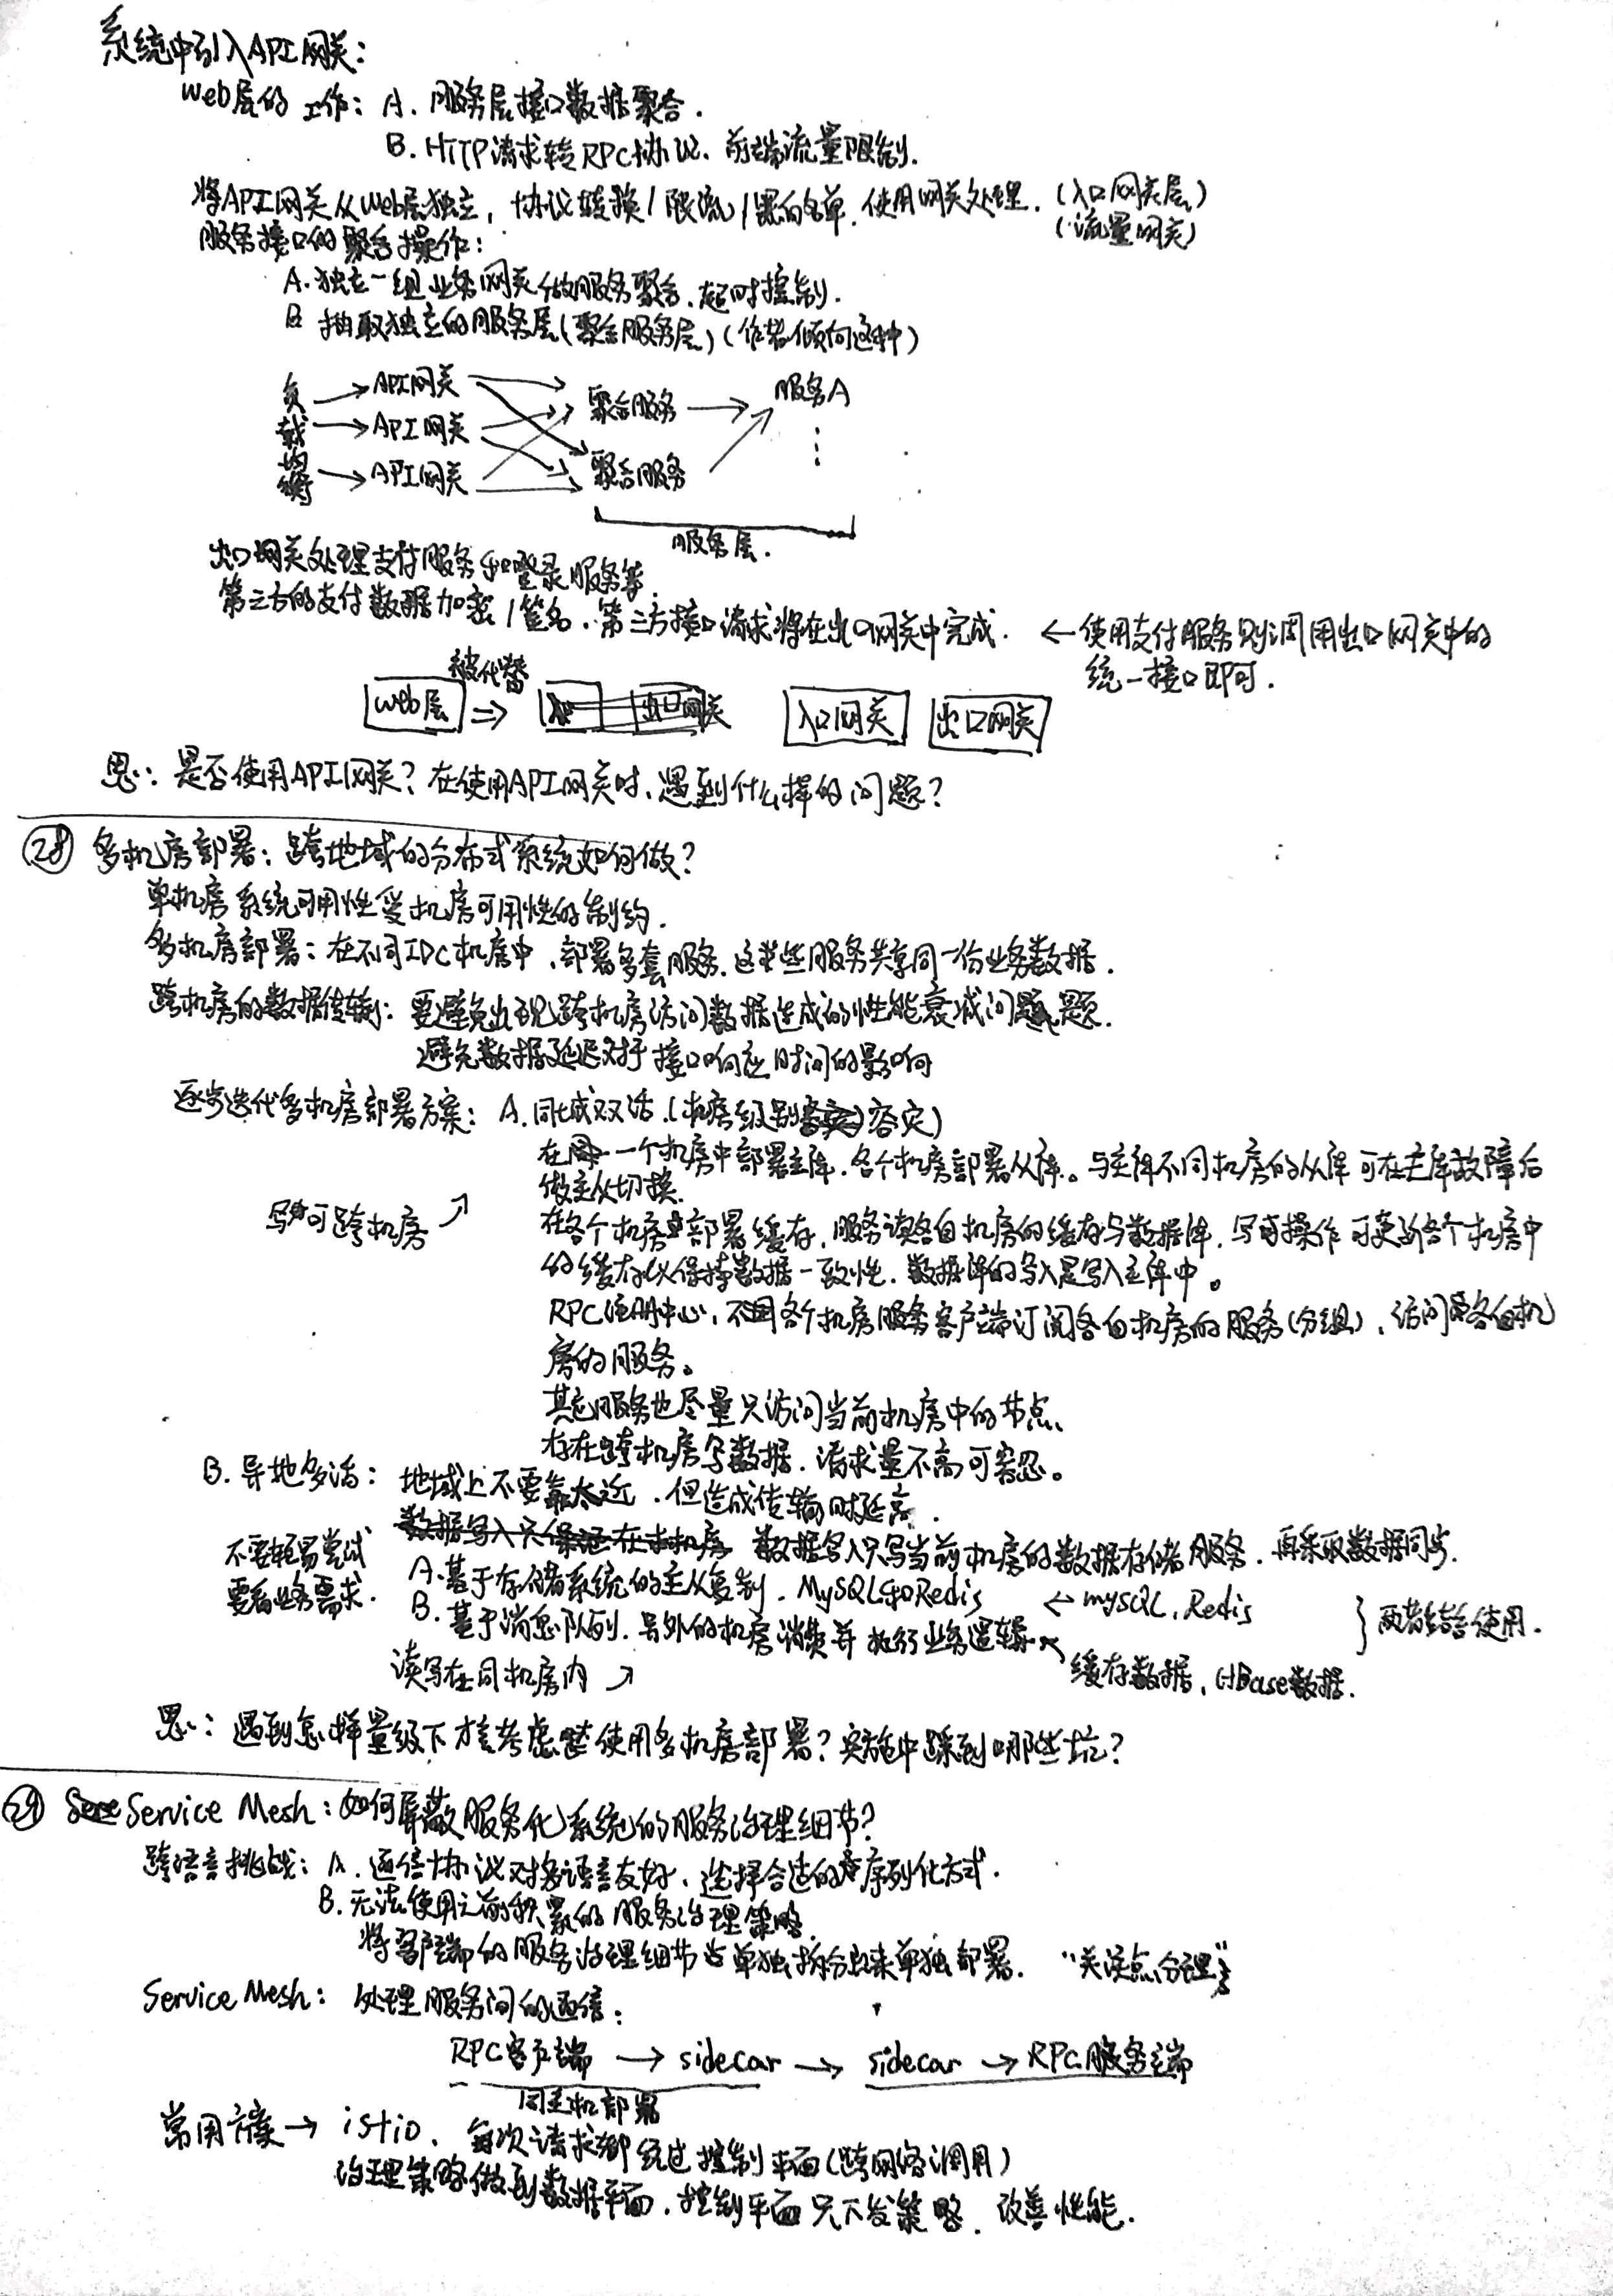 系统中引入API网关:
Web层的工作: A. 服务层接口数据聚合.
B. HTTP请求转RPC协议、前端流量限制.
将API网关从Web层独立, 协议转换/限流/黑白名单, 使用网关处理. (入口网关层)
(流量网关)
服务接口的聚合操作:
A. 独立一组业务网关做服务聚合、超时控制.
B 抽取独立的服务层(聚合服务层) (作者倾向这种)
负载均衡 → API网关 聚合服务 → 服务A
→ API网关
→ API网关 聚合服务
服务层.
出口网关处理支付服务和登录服务等.
第三方的支付数据加密/签名、第三方接口请求将在出口网关中完成. ← 使用支付服务则调用出口网关中的
统一接口即可.
被代替
Web层 ⇒ 出口网关 入口网关 出口网关
思: 是否使用API网关? 在使用API网关时、遇到什么样的问题?
28 多机房部署: 跨地域的分布式系统如何做?
单机房系统可用性受机房可用性的制约.
多机房部署: 在不同IDC机房中, 部署多套服务. 这些服务共享同一份业务数据.
跨机房的数据传输: 要避免出现跨机房访问数据造成的性能衰减问题.
避免数据延迟对于接口响应时间的影响
逐步迭代多机房部署方案: A. 同城双活. (机房级别容灾)
在一个机房中部署主库, 各个机房部署从库。与主库不同机房的从库可在主库故障后
做主从切换.
写可跨机房 ↗
在各个机房部署缓存, 服务读各自机房的缓存与数据库, 写操作可更新各个机房中
的缓存以保持数据一致性. 数据库的写入是写入主库中。
RPC注册中心, 不同各个机房服务客户端订阅各自机房的服务(分组), 访问各自机
房的服务。
其它服务也尽量只访问当前机房中的节点、
存在跨机房写数据, 请求量不高可容忍。
B. 异地多活: 地域上不要靠太近, 但造成传输时延高.
数据写入只写当前机房的数据存储服务. 再采取数据同步.
不要轻易尝试
要看业务需求.
A. 基于存储系统的主从复制. MySQL和Redis ← mySQL, Redis
B. 基于消息队列. 另外的机房消费并执行业务逻辑 ↖ } 两者结合使用.
读写在同机房内 ↗ 缓存数据, HBase数据.
思: 遇到怎样量级下才会考虑使用多机房部署? 实施中踩到哪些坑?
29 Service Mesh: 如何屏蔽服务化系统的服务治理细节?
跨语言挑战: A. 通信协议对多语言友好、选择合适的序列化方式.
B. 无法使用之前积累的服务治理策略
将客户端的服务治理细节单独拆分出来单独部署. “关注点分离”
Service Mesh: 处理服务间的通信:
RPC客户端 → sidecar → sidecar → RPC服务端
同主机部署
常用方案 → istio、每次请求都经过控制平面(跨网络调用)
治理策略做到数据平面, 控制平面只下发策略. 改善性能.